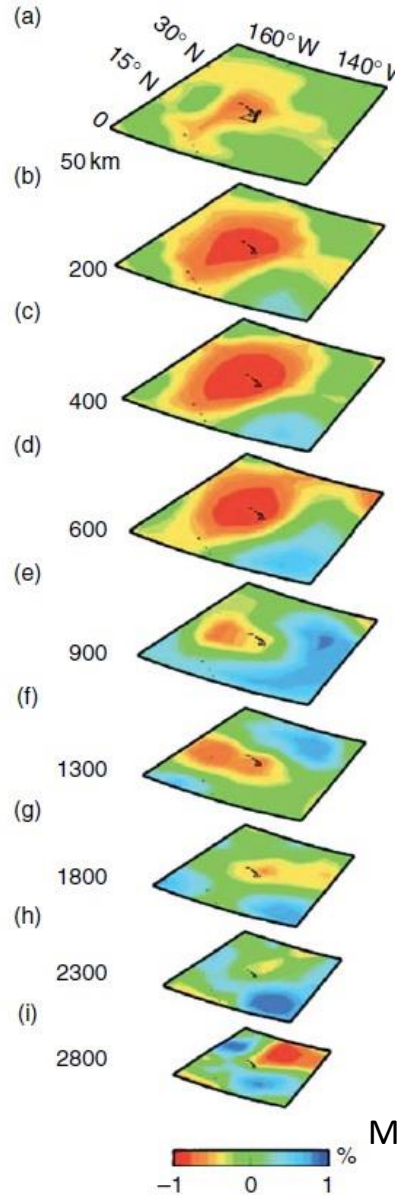 (a)
30° N
160° W
15° N
140° W
0
50 km
(b)
200
(c)
400
(d)
600
(e)
900
(f)
1300
(g)
1800
(h)
2300
(i)
2800
M
%
–1 0 1